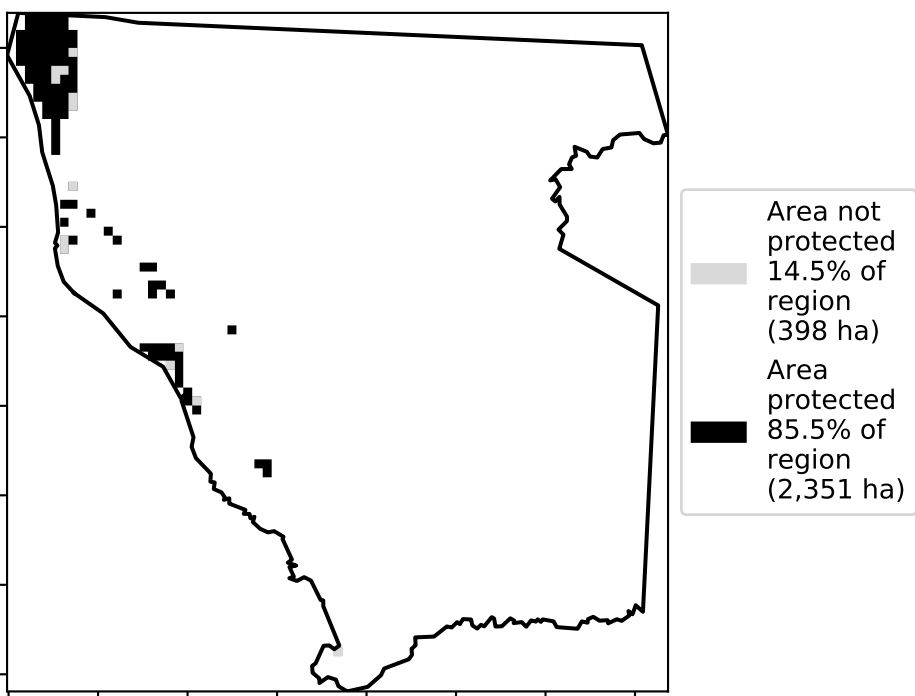 Area not
protected
14.5% of
region
(398 ha)
Area
protected
85.5% of
region
(2,351 ha)